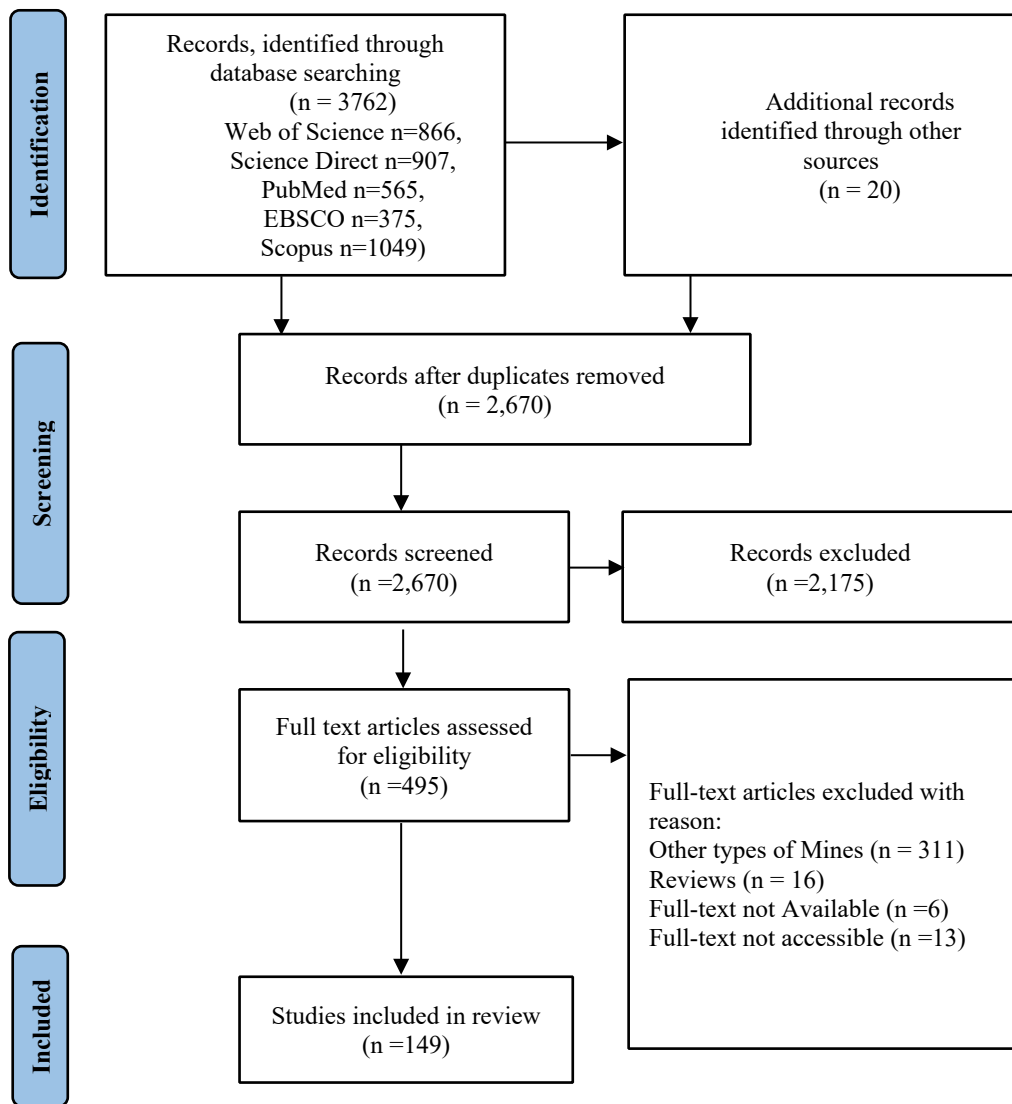 Identification
Records, identified through
database searching
(n = 3762)
Web of Science n=866,
Science Direct n=907,
PubMed n=565,
EBSCO n=375,
Scopus n=1049)
Additional records
identified through other
sources
(n = 20)
Screening
Records after duplicates removed
(n = 2,670)
Records screened
(n =2,670)
Records excluded
(n =2,175)
Eligibility
Full text articles assessed
for eligibility
(n =495)
Full-text articles excluded with
reason:
Other types of Mines (n = 311)
Reviews (n = 16)
Full-text not Available (n =6)
Full-text not accessible (n =13)
Included
Studies included in review
(n =149)